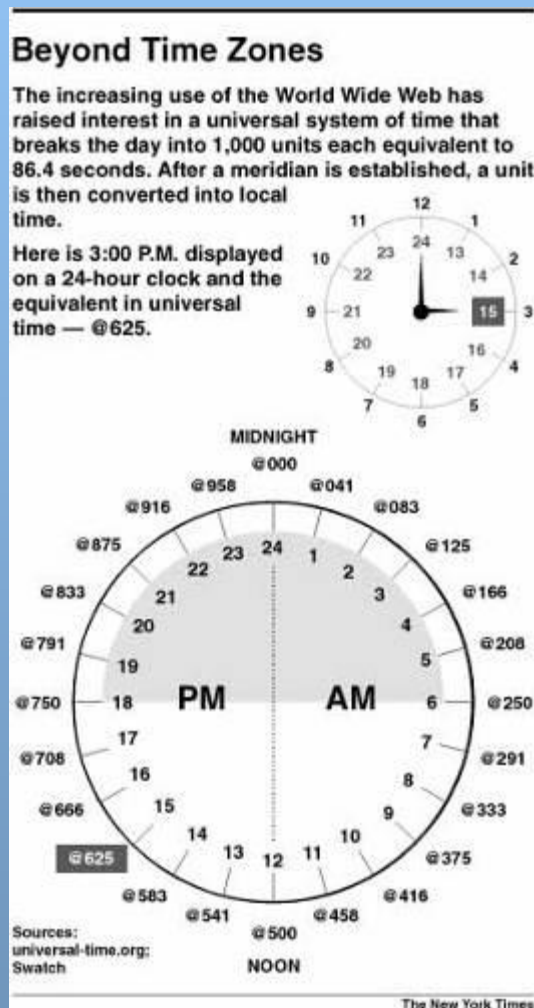 Beyond Time Zones
The increasing use of the World Wide Web has
raised interest in a universal system of time that
breaks the day into 1,000 units each equivalent to
86.4 seconds. After a meridian is established, a unit
is then converted into local
time.
Here is 3:00 P.M. displayed
on a 24-hour clock and the
equivalent in universal
time — @625.
12
11 1
24
23 13
10 2
22 14
9 21 15 3
20 16
8 4
19 17
18
7 5
6
MIDNIGHT
@000
@958 @041
@916 @083
@875 @125
24
23 1
22 2
@833 @166
21 3
20 4
@791 @208
19 5
@750 18 PM AM 6 @250
17 7
@708 @291
16 8
@666 15 9 @333
14 10
13 12 11
@625 @375
@583 @416
@541 @458
@500
Sources:
universal-time.org;
Swatch
NOON
The New York Times